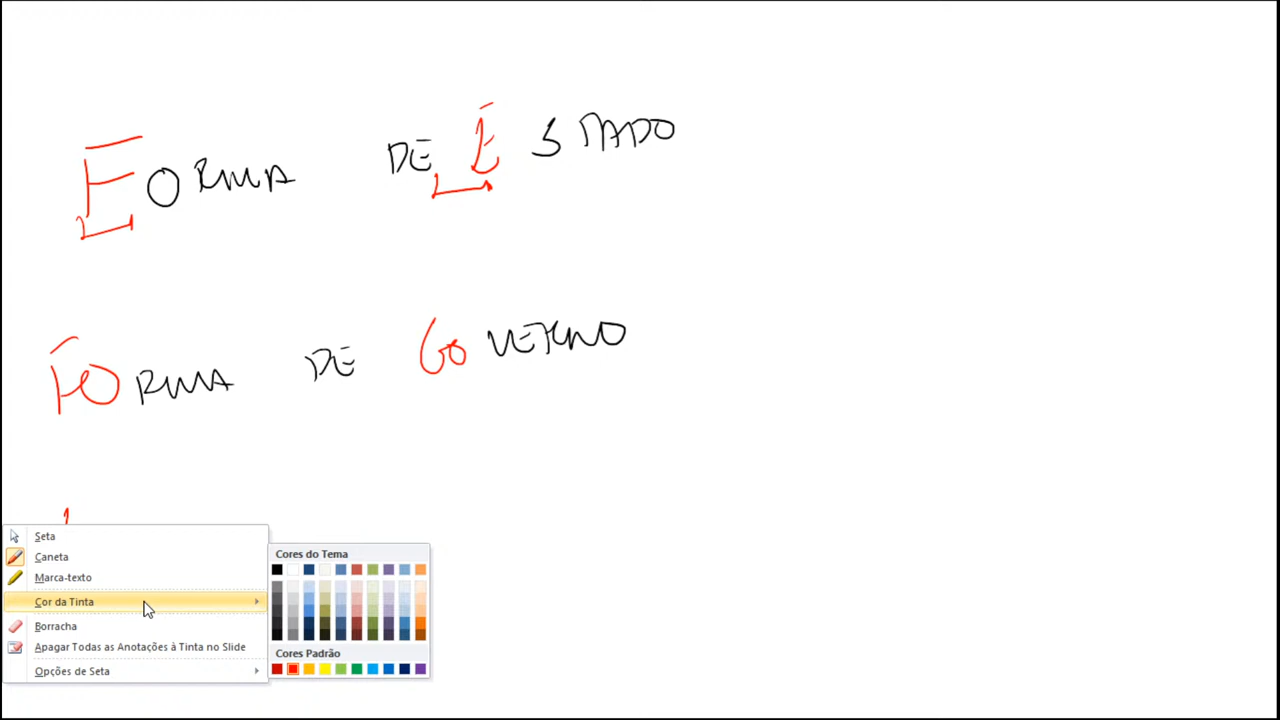 FORMA DE ESTADO
FORMA DE GOVERNO
Seta
Caneta
Marca-texto
Cor da Tinta
Borracha
Apagar Todas as Anotações à Tinta no Slide
Opções de Seta
Cores do Tema
Cores Padrão